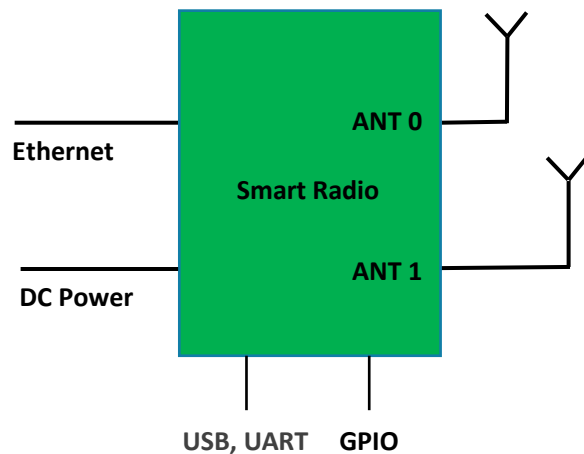 ANT 0
Ethernet
Smart Radio
ANT 1
DC Power
USB, UART GPIO